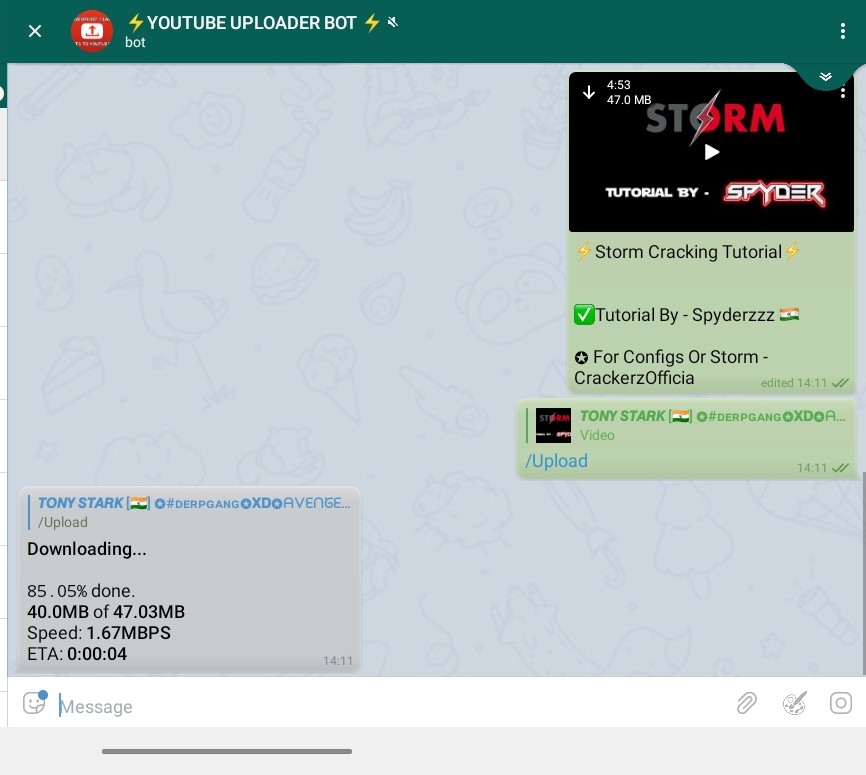 ⚡YOUTUBE UPLOADER BOT ⚡
bot
4:53
47.0 MB
STORM
TUTORIAL BY - SPYDER
⚡Storm Cracking Tutorial⚡
✅Tutorial By - Spyderzzz 🇮🇳
✪ For Configs Or Storm -
CrackerzOfficia
edited 14:11
TONY STARK [🇮🇳] ✪#ᴅᴇʀᴘɢᴀɴɢ✪XD✪A...
Video
/Upload
14:11
TONY STARK [🇮🇳] ✪#ᴅᴇʀᴘɢᴀɴɢ✪XD✪ᗩᐯᗴᑎᘜᗴ...
/Upload
Downloading...
85.05% done.
40.0MB of 47.03MB
Speed: 1.67MBPS
ETA: 0:00:04
14:11
Message